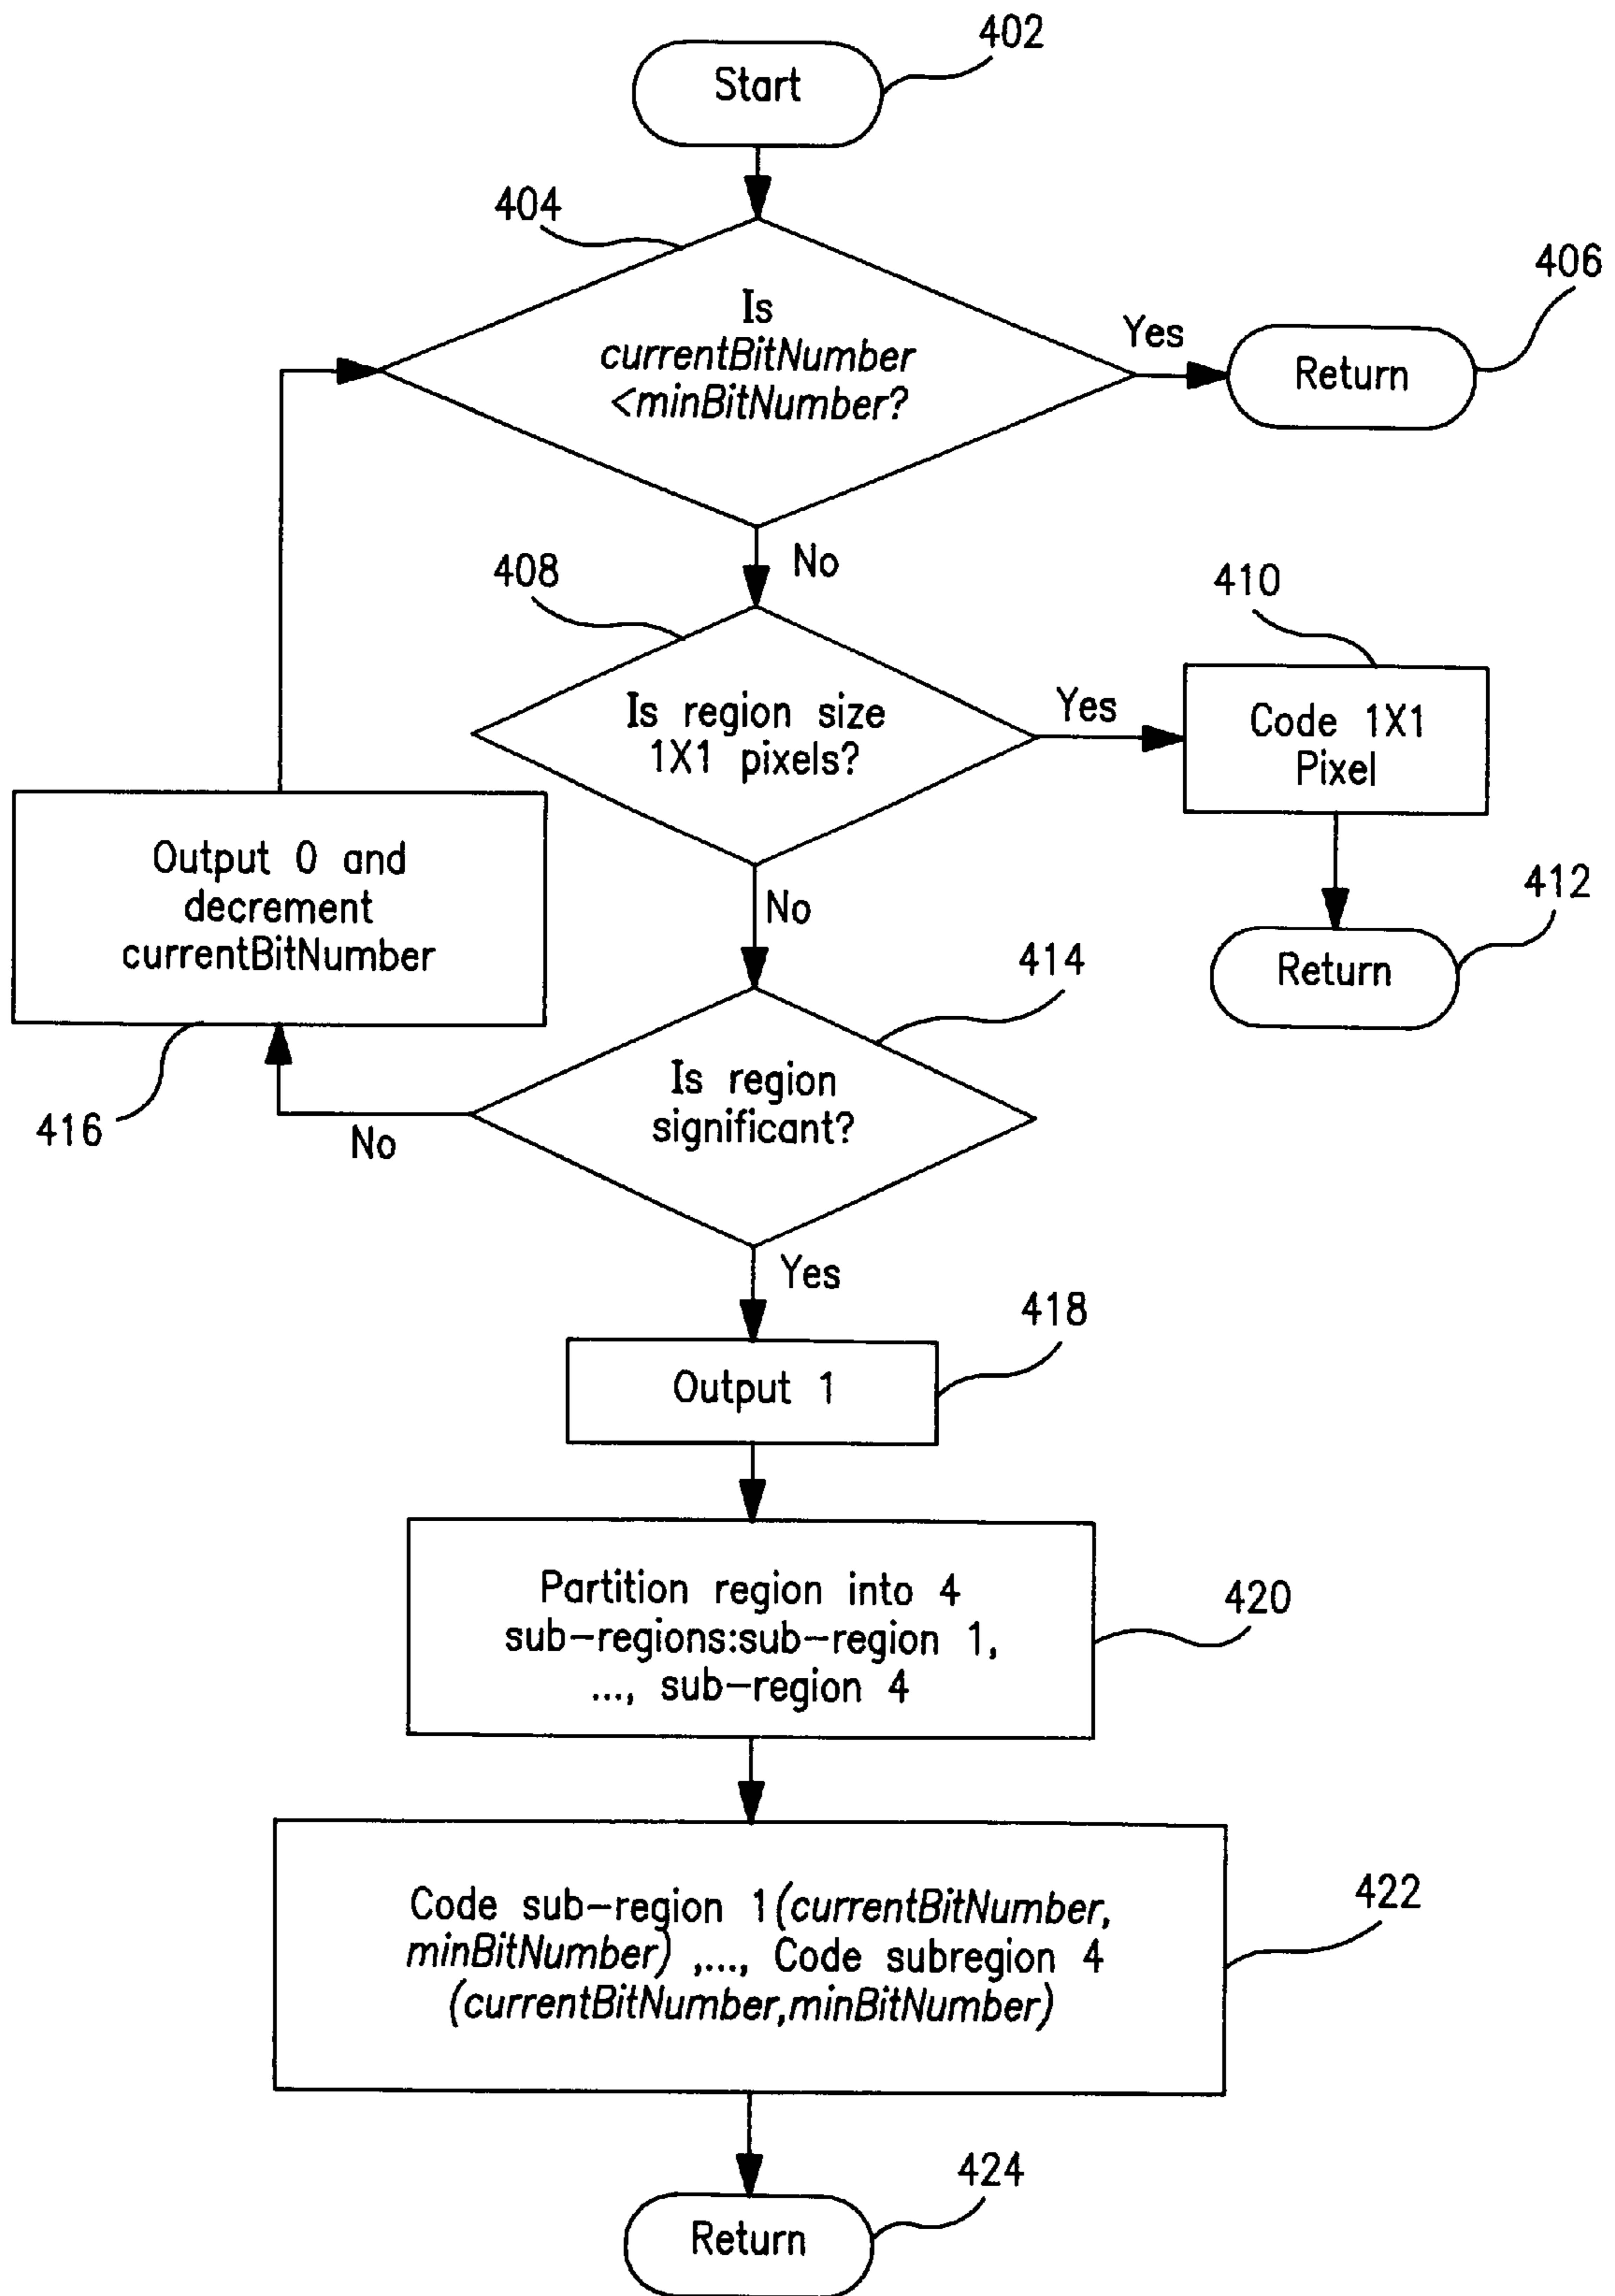 402
Start
404
406
Is
currentBitNumber
<minBitNumber?
Yes
Return
No
408
410
Is region size
1X1 pixels?
Yes
Code 1X1
Pixel
Output 0 and
decrement
currentBitNumber
No
412
Return
414
Is region
significant?
416
No
Yes
418
Output 1
Partition region into 4
sub-regions:sub-region 1,
..., sub-region 4
420
Code sub-region 1(currentBitNumber,
minBitNumber) ,..., Code subregion 4
(currentBitNumber,minBitNumber)
422
424
Return